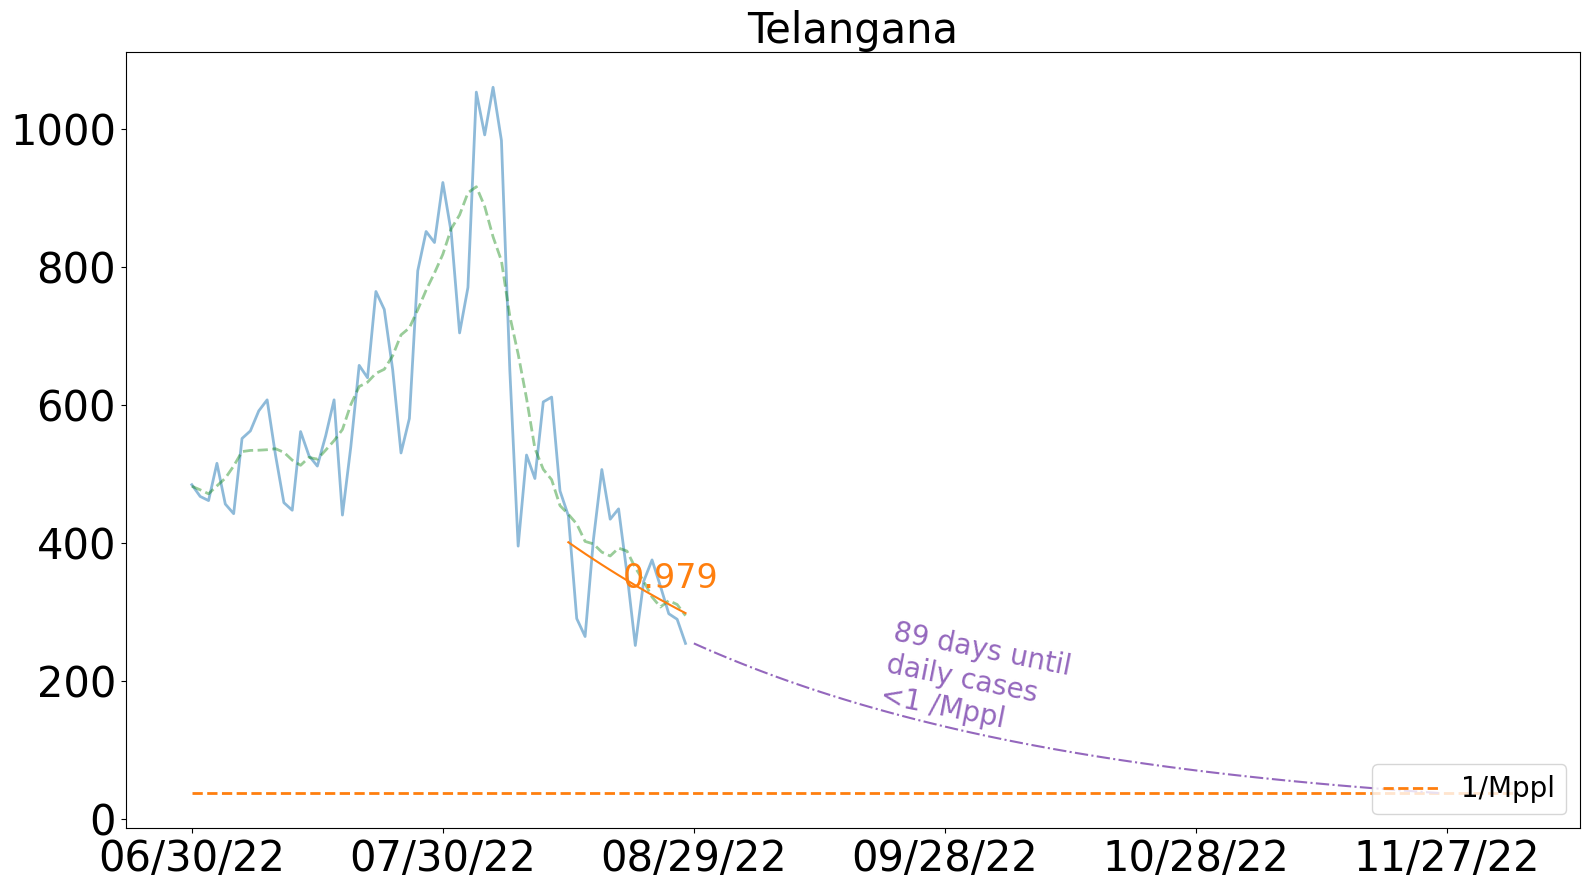 Telangana
1000
800
600
400
200
0
0.979
89 days until
daily cases
<1 /Mppl
1/Mppl
06/30/22
07/30/22
08/29/22
09/28/22
10/28/22
11/27/22